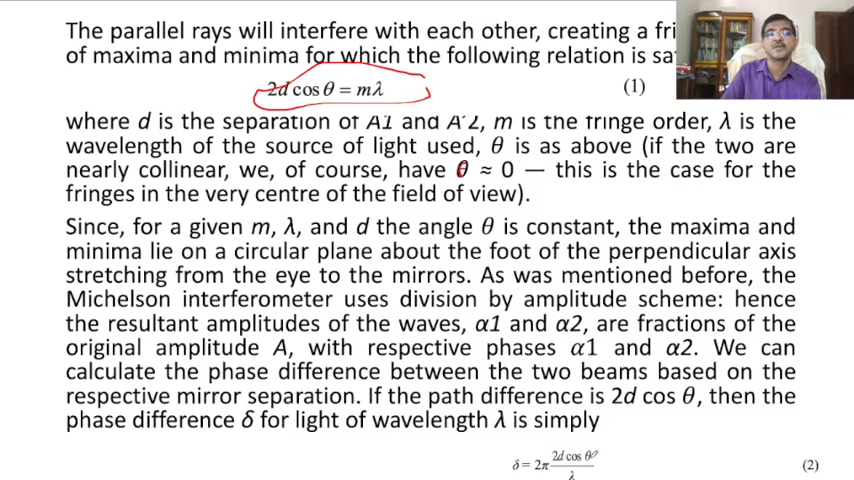 The parallel rays will interfere with each other, creating a fri
of maxima and minima for which the following relation is sa
2d cos θ = mλ (1)
where d is the separation of A1 and A'2, m is the fringe order, λ is the
wavelength of the source of light used, θ is as above (if the two are
nearly collinear, we, of course, have θ ≈ 0 — this is the case for the
fringes in the very centre of the field of view).
Since, for a given m, λ, and d the angle θ is constant, the maxima and
minima lie on a circular plane about the foot of the perpendicular axis
stretching from the eye to the mirrors. As was mentioned before, the
Michelson interferometer uses division by amplitude scheme: hence
the resultant amplitudes of the waves, α1 and α2, are fractions of the
original amplitude A, with respective phases α1 and α2. We can
calculate the phase difference between the two beams based on the
respective mirror separation. If the path difference is 2d cos θ, then the
phase difference δ for light of wavelength λ is simply
δ = 2π 2d cos θ / λ (2)